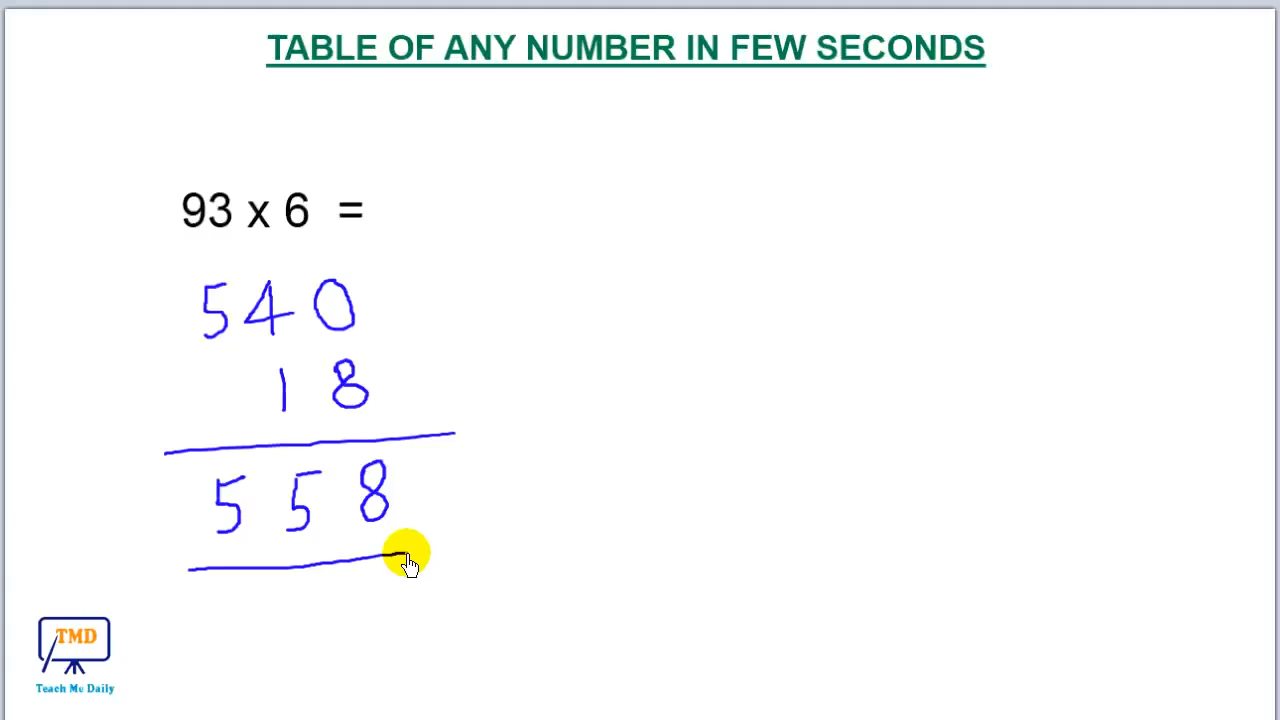 TABLE OF ANY NUMBER IN FEW SECONDS
93 x 6 =
540
18
558
TMD
Teach Me Daily